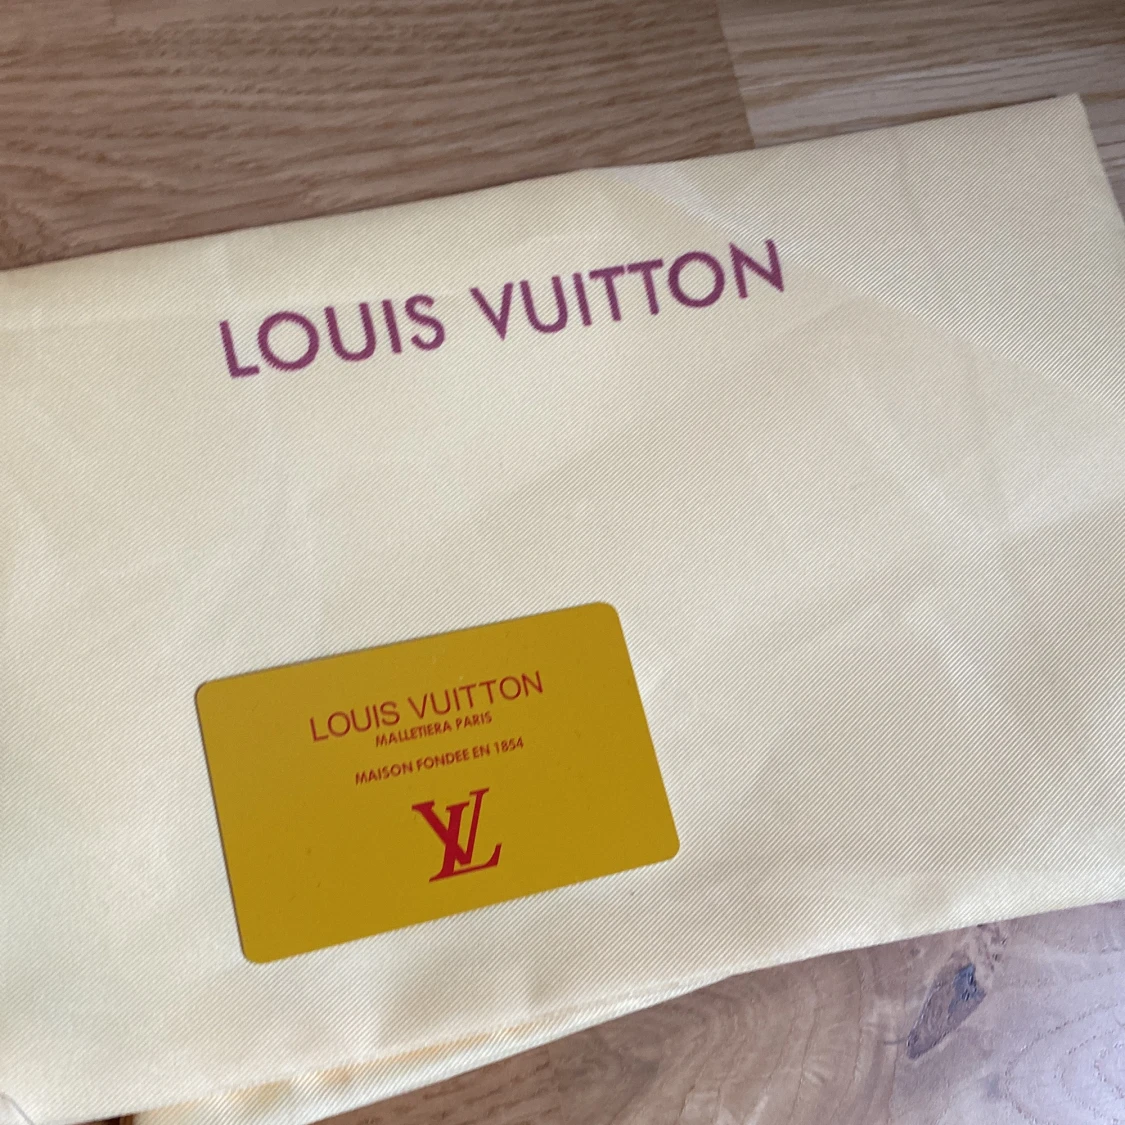 LOUIS VUITTON
LOUIS VUITTON
MALLETIERA PARIS
MAISON FONDEE EN 1854
LV